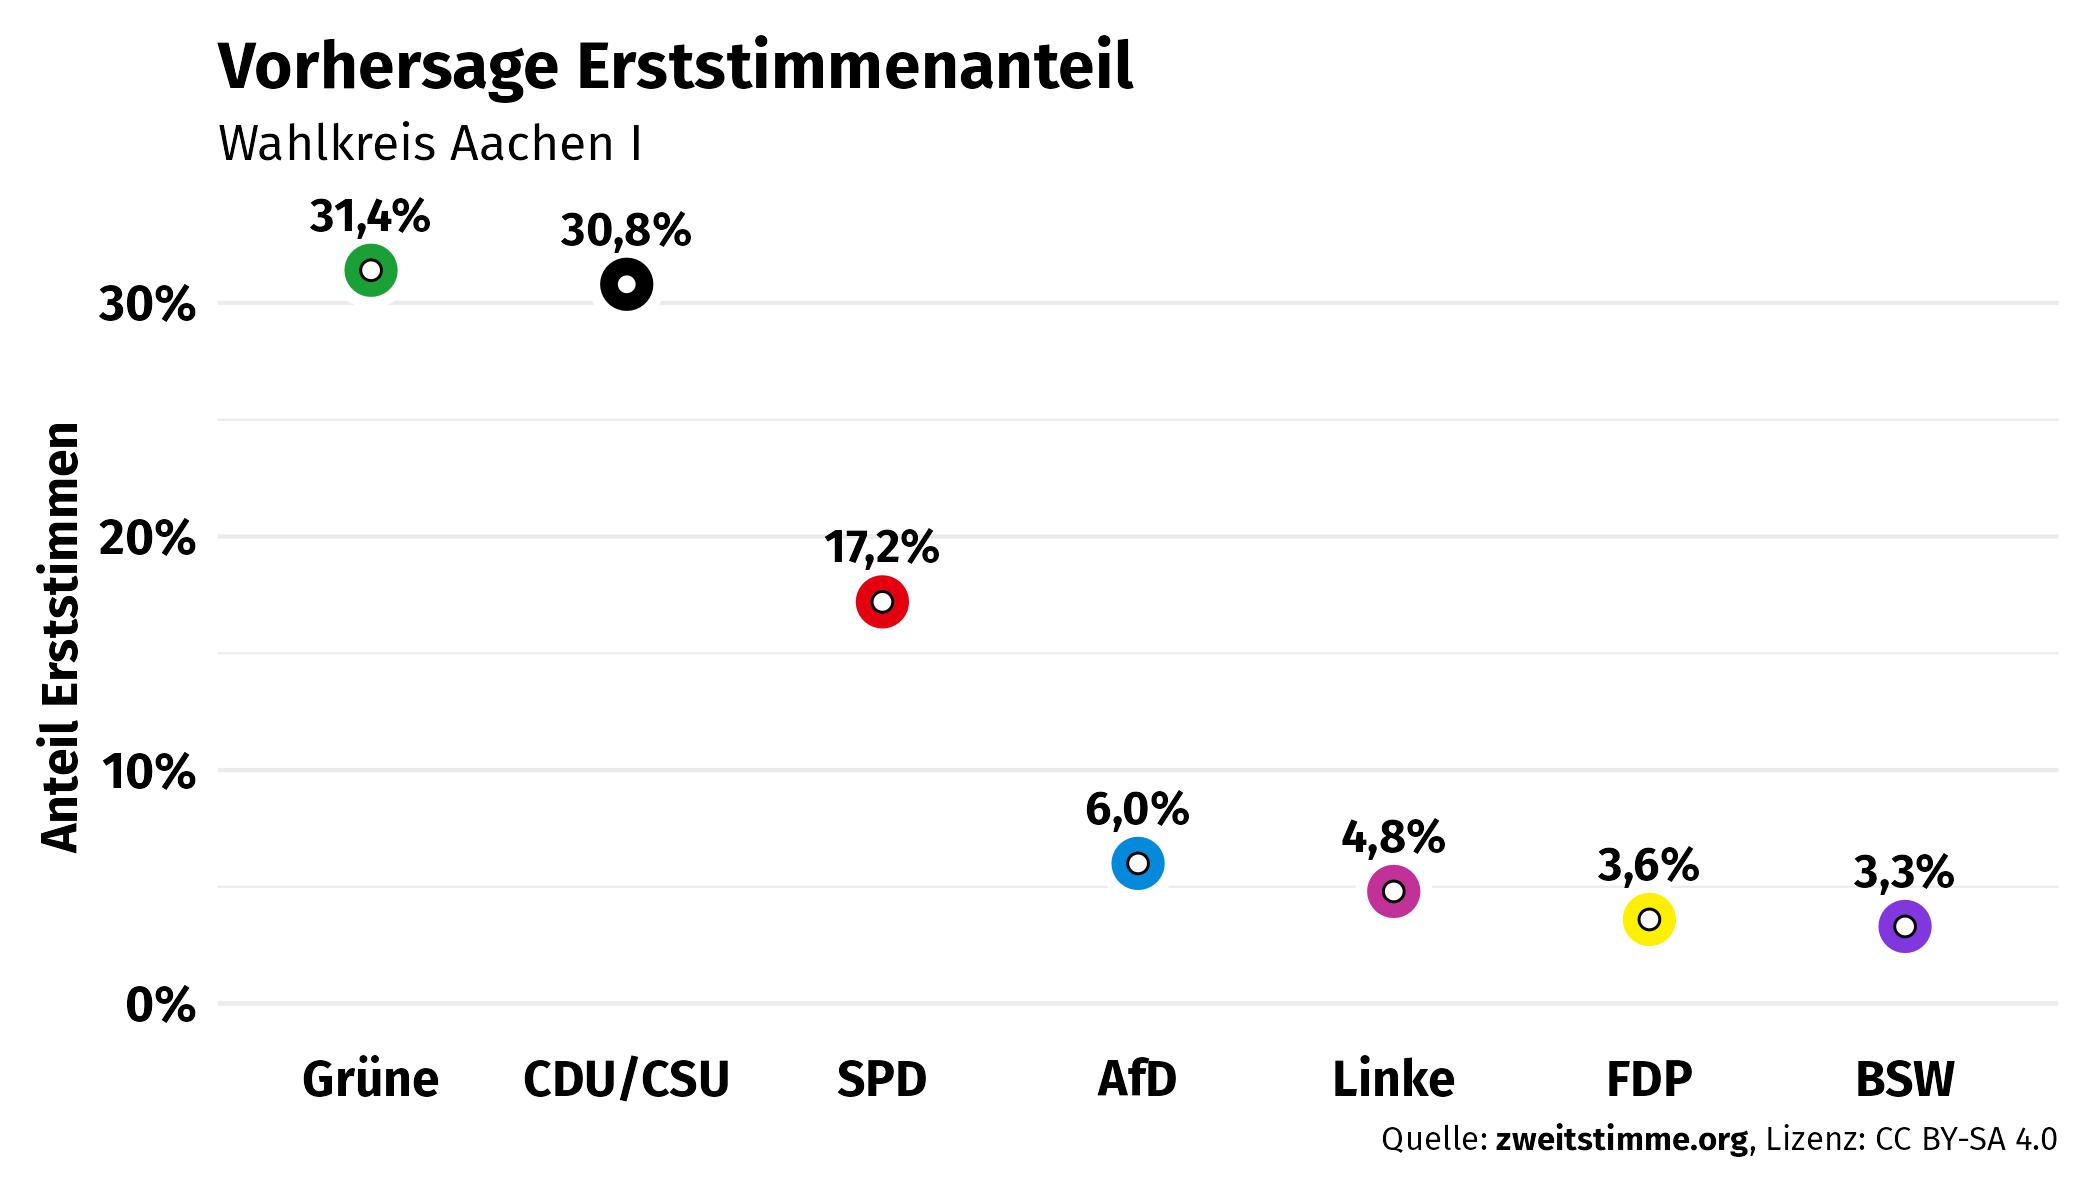 Vorhersage Erststimmenanteil
Wahlkreis Aachen I
31,4%
30,8%
30%
20%
17,2%
10%
6,0%
4,8%
3,6%
3,3%
0%
Anteil Erststimmen
Grüne CDU/CSU SPD AfD Linke FDP BSW
Quelle: zweitstimme.org, Lizenz: CC BY-SA 4.0